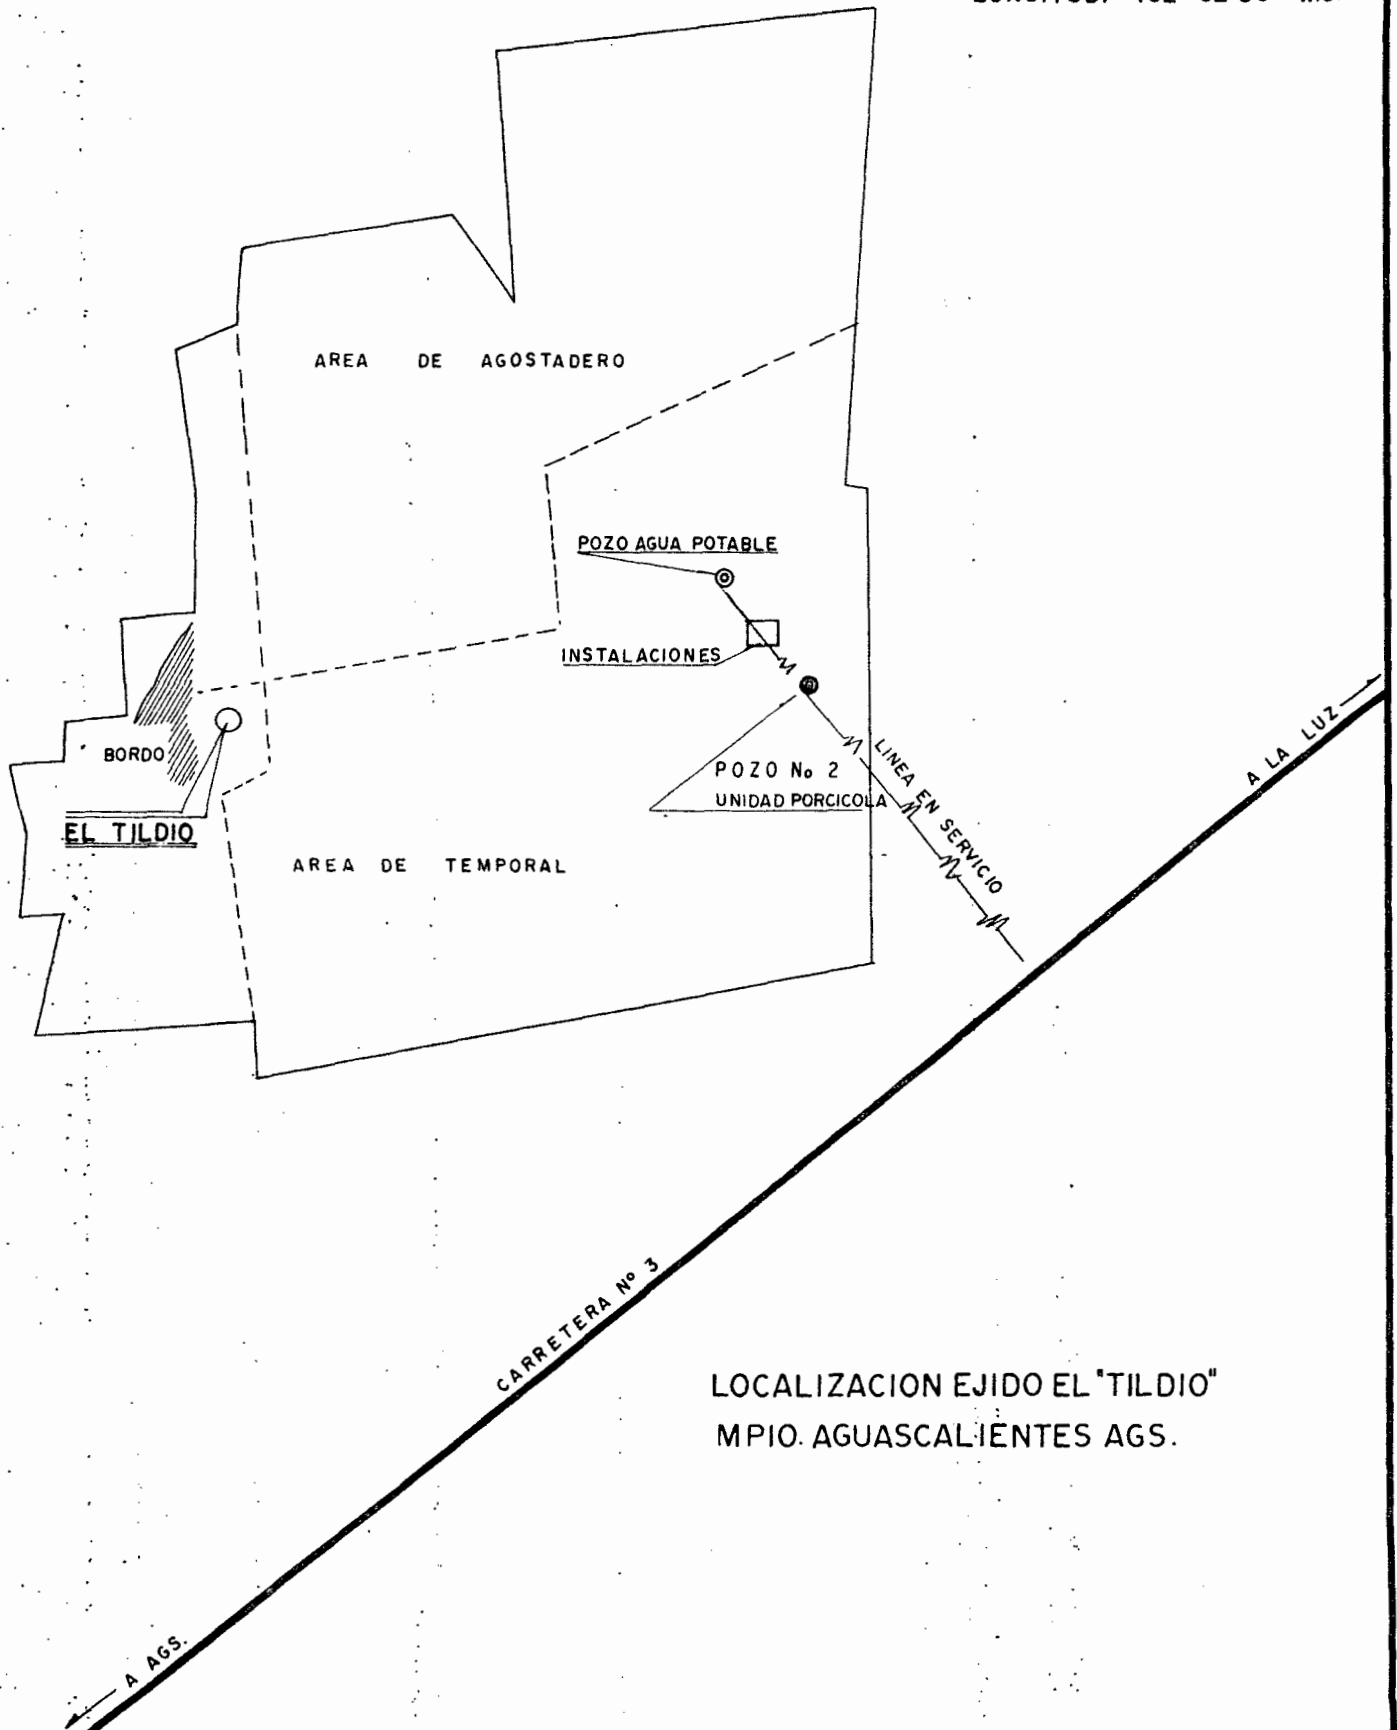 AREA DE AGOSTADERO
POZO AGUA POTABLE
INSTALACIONES
BORDO
POZO No 2
UNIDAD PORCICOLA
LINEA EN SERVICIO
A LA LUZ
EL TILDIO
AREA DE TEMPORAL
CARRETERA Nº 3
LOCALIZACION EJIDO EL "TILDIO"
MPIO. AGUASCALIENTES AGS.
A AGS.